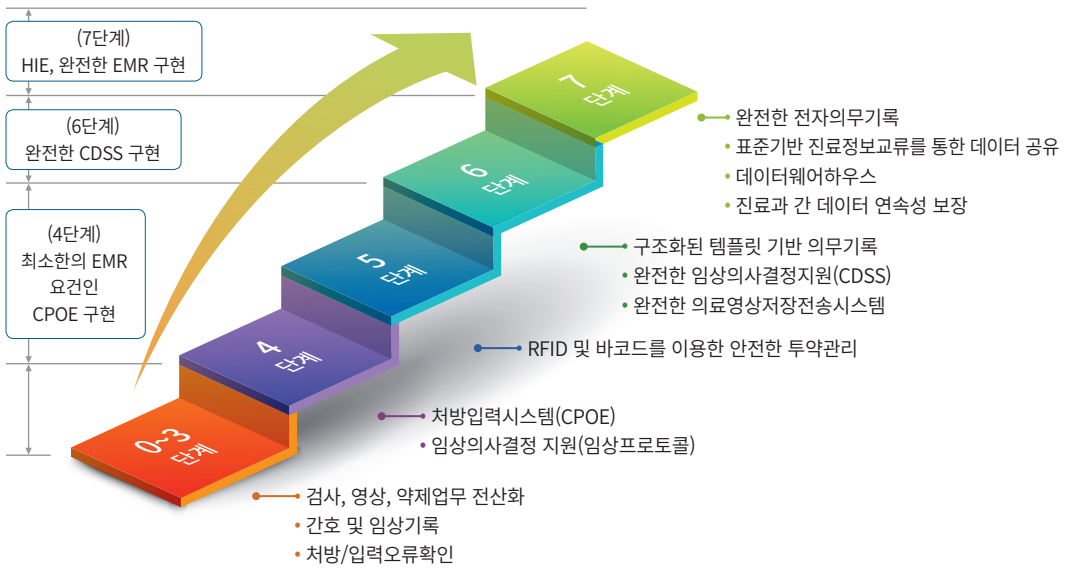 (7단계)
HIE, 완전한 EMR 구현
(6단계)
완전한 CDSS 구현
(4단계)
최소한의 EMR
요건인
CPOE 구현
7
단계
• 완전한 전자의무기록
• 표준기반 진료정보교류를 통한 데이터 공유
• 데이터웨어하우스
• 진료과 간 데이터 연속성 보장
6
단계
• 구조화된 템플릿 기반 의무기록
• 완전한 임상의사결정지원(CDSS)
• 완전한 의료영상저장전송시스템
5
단계
• RFID 및 바코드를 이용한 안전한 투약관리
4
단계
• 처방입력시스템(CPOE)
• 임상의사결정 지원(임상프로토콜)
0~3
단계
• 검사, 영상, 약제업무 전산화
• 간호 및 임상기록
• 처방/입력오류확인